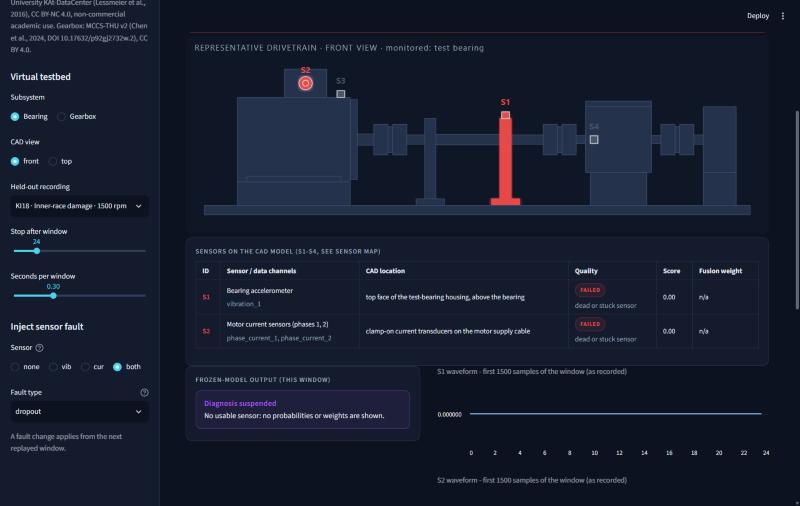 University KAt-DataCenter (Lessmeier et al.,
2016), CC BY-NC 4.0, non-commercial
academic use. Gearbox: MCC5-THU v2 (Chen
et al., 2024, DOI 10.17632/p92gj2732w.2), CC
BY 4.0.
Virtual testbed
Subsystem
Bearing Gearbox
CAD view
front top
Held-out recording
KI18 · Inner-race damage · 1500 rpm
Stop after window
24
Seconds per window
0.30
Inject sensor fault
Sensor
none vib cur both
Fault type
dropout
A fault change applies from the next
replayed window.
Deploy
REPRESENTATIVE DRIVETRAIN · FRONT VIEW · monitored: test bearing
S2
S3
S1
S4
SENSORS ON THE CAD MODEL (S1-S4, SEE SENSOR MAP)
ID Sensor / data channels CAD location Quality Score Fusion weight
S1 Bearing accelerometer vibration_1 top face of the test-bearing housing, above the bearing FAILED dead or stuck sensor 0.00 n/a
S2 Motor current sensors (phases 1, 2) phase_current_1, phase_current_2 clamp-on current transducers on the motor supply cable FAILED dead or stuck sensor 0.00 n/a
FROZEN-MODEL OUTPUT (THIS WINDOW)
Diagnosis suspended
No usable sensor: no probabilities or weights are shown.
S1 waveform - first 1500 samples of the window (as recorded)
0.000000
0 2 4 6 8 10 12 14 16 18 20 22 24
S2 waveform - first 1500 samples of the window (as recorded)